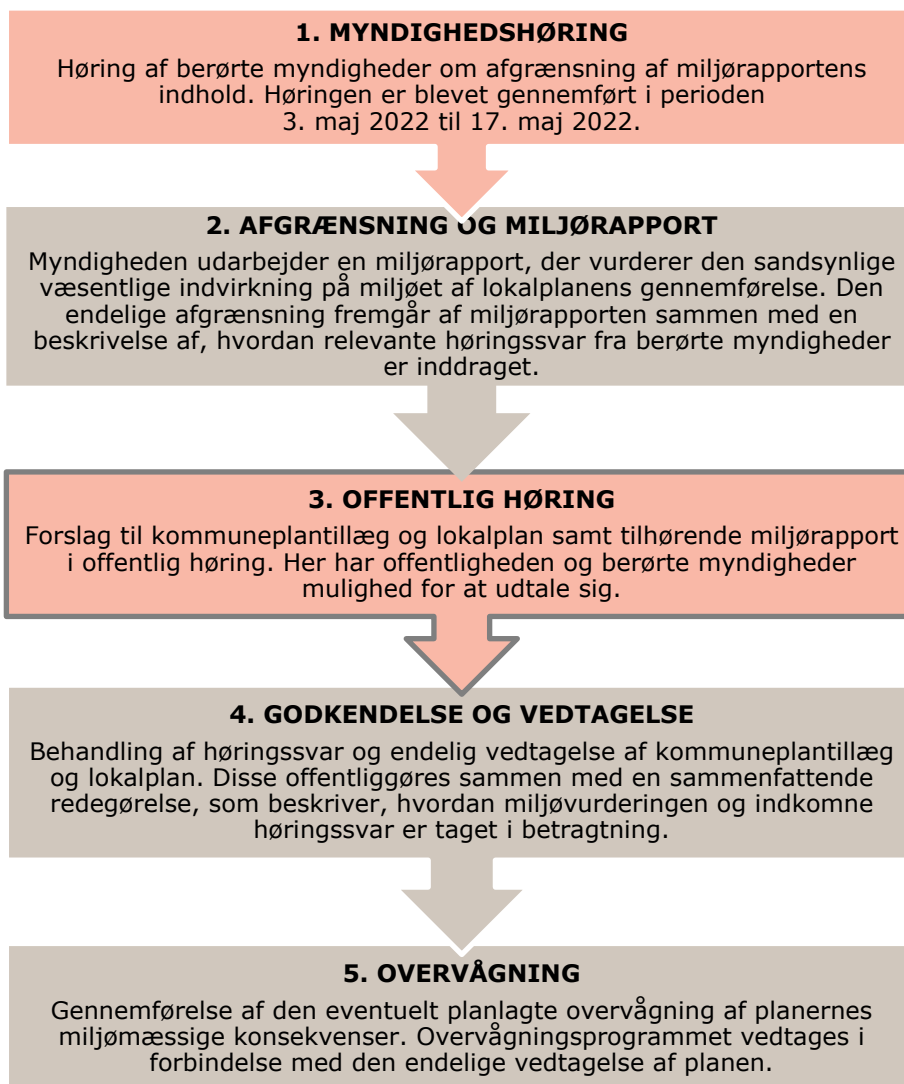 1. MYNDIGHEDSHØRING
Høring af berørte myndigheder om afgrænsning af miljørapportens
indhold. Høringen er blevet gennemført i perioden
3. maj 2022 til 17. maj 2022.
2. AFGRÆNSNING OG MILJØRAPPORT
Myndigheden udarbejder en miljørapport, der vurderer den sandsynlige
væsentlige indvirkning på miljøet af lokalplanens gennemførelse. Den
endelige afgrænsning fremgår af miljørapporten sammen med en
beskrivelse af, hvordan relevante høringssvar fra berørte myndigheder
er inddraget.
3. OFFENTLIG HØRING
Forslag til kommuneplantillæg og lokalplan samt tilhørende miljørapport
i offentlig høring. Her har offentligheden og berørte myndigheder
mulighed for at udtale sig.
4. GODKENDELSE OG VEDTAGELSE
Behandling af høringssvar og endelig vedtagelse af kommuneplantillæg
og lokalplan. Disse offentliggøres sammen med en sammenfattende
redegørelse, som beskriver, hvordan miljøvurderingen og indkomne
høringssvar er taget i betragtning.
5. OVERVÅGNING
Gennemførelse af den eventuelt planlagte overvågning af planernes
miljømæssige konsekvenser. Overvågningsprogrammet vedtages i
forbindelse med den endelige vedtagelse af planen.